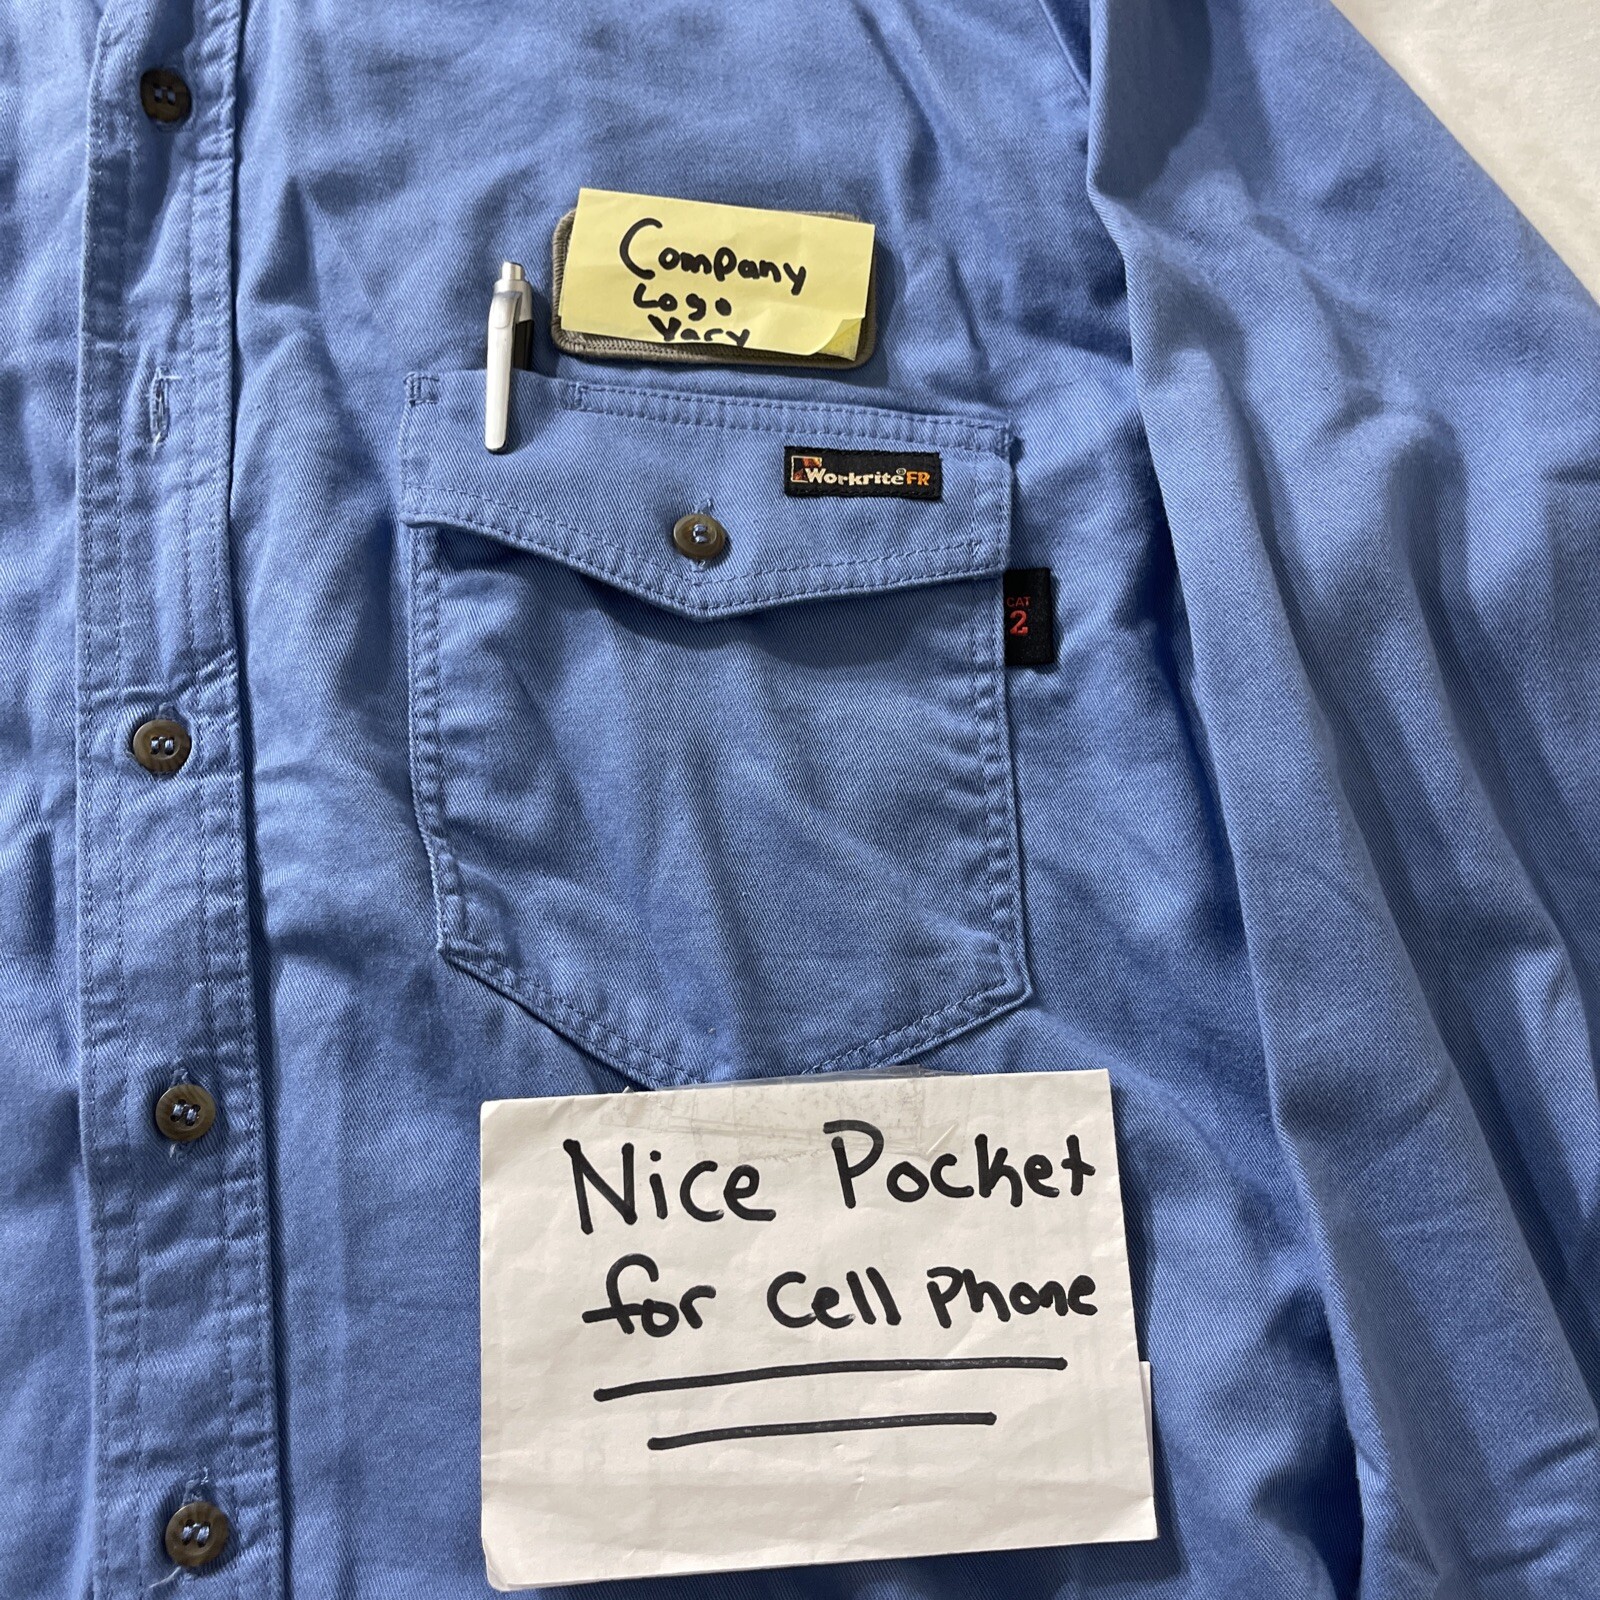 Company
Logo
Vary
Workrite® FR
CAT
2
Nice Pocket
for Cell Phone